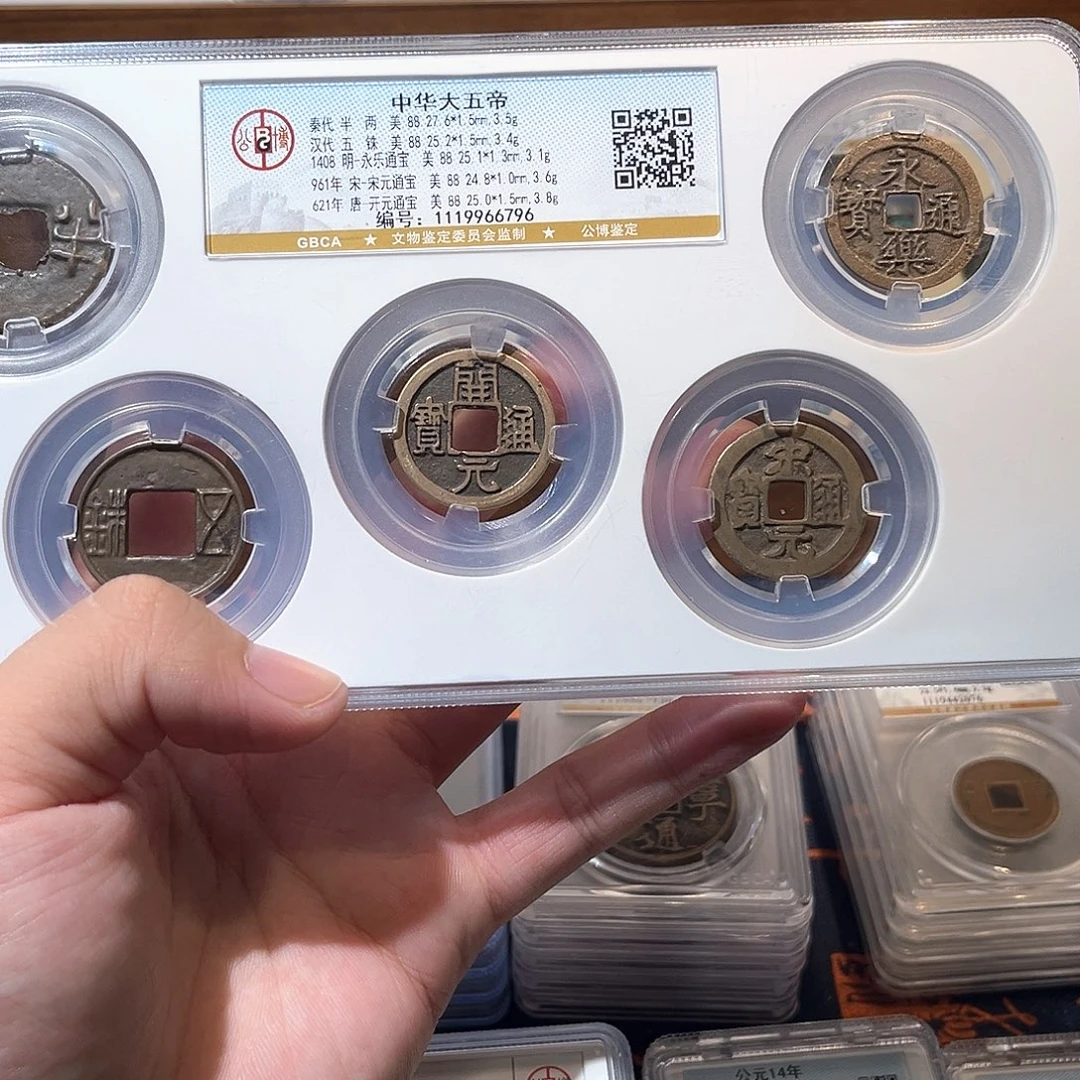 中华大五帝
秦代 半 两 美 88 27.6*1.5mm,3.5g
汉代 五 铢 美 88 25.2*1.5mm,3.4g
1408 明-永乐通宝 美 88 25.1*1.3mm,3.1g
961年 宋-宋元通宝 美 88 24.8*1.0mm,3.6g
621年 唐-开元通宝 美 88 25.0*1.5mm,3.8g
编号: 1119966796
GBCA ★ 文物鉴定委员会监制 ★ 公博鉴定
公博
半
永樂通寳
五銖
開元通寶
宋元通寶
公元14年